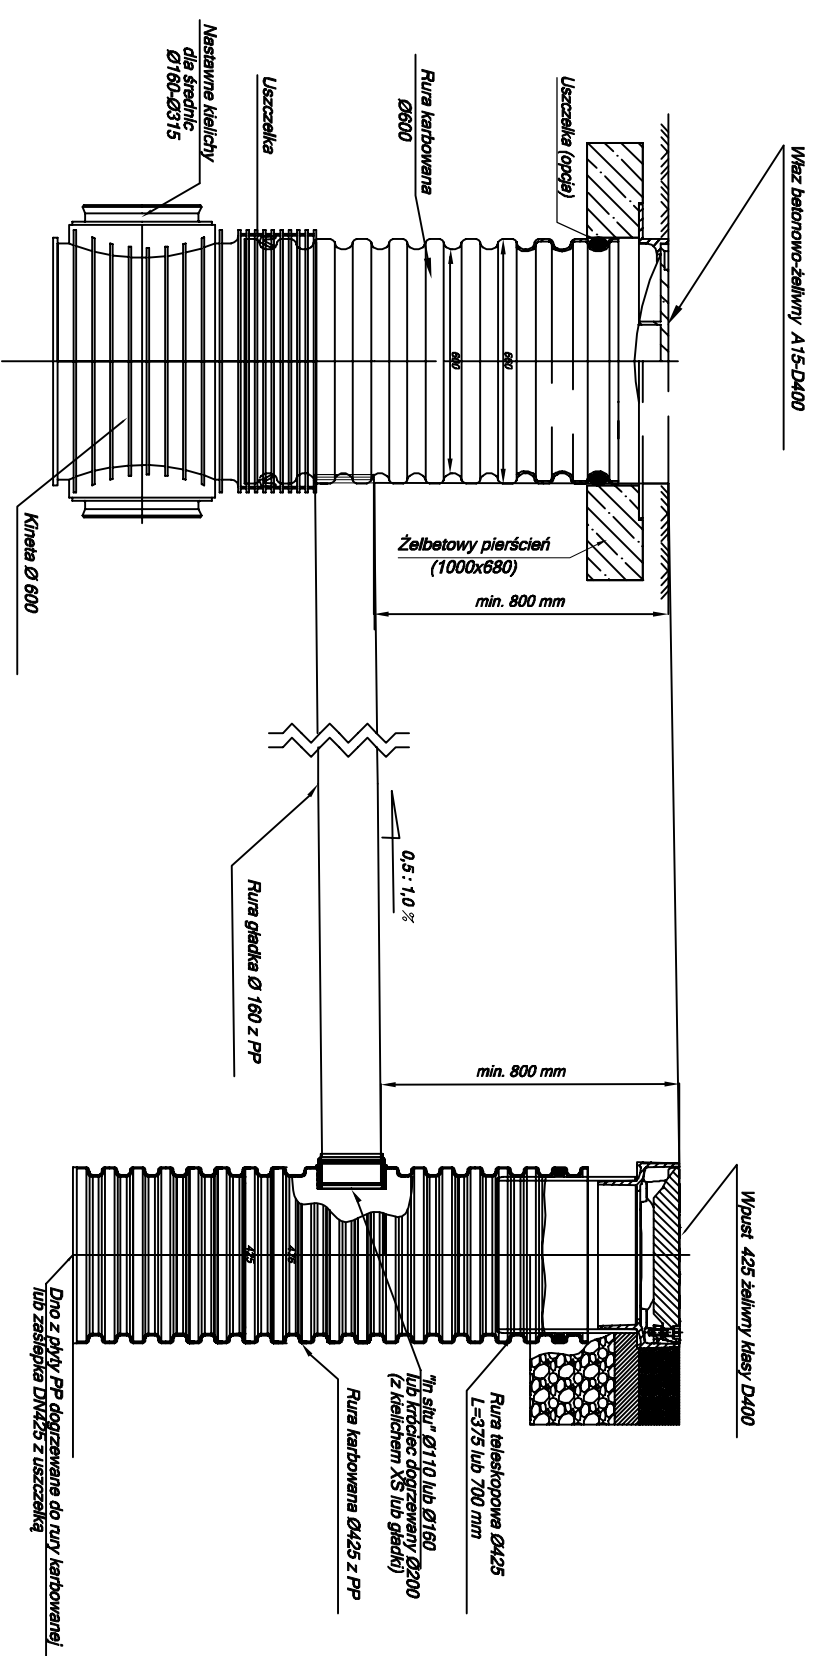 Właz betonowo-żeliwny A15-D400
Uszczelka (opcja)
Rura karbowana
Ø600
Uszczelka
Nastawne kielichy
dla średnic
Ø160-Ø315
600
660
Żelbetowy pierścień
(1000x680)
Kineta Ø 600
min. 800 mm
0,5 : 1,0 %
Rura gładka Ø 160 z PP
min. 800 mm
Wpust 425 żeliwny klasy D400
425
476
Rura teleskopowa Ø425
L=375 lub 700 mm
"In situ" Ø110 lub Ø160
lub króciec dogrzewany Ø200
(z kielichem XS lub gładki)
Rura karbowana Ø425 z PP
Dno z płyty PP dogrzewane do rury karbowanej
lub zaślepka DN425 z uszczelką